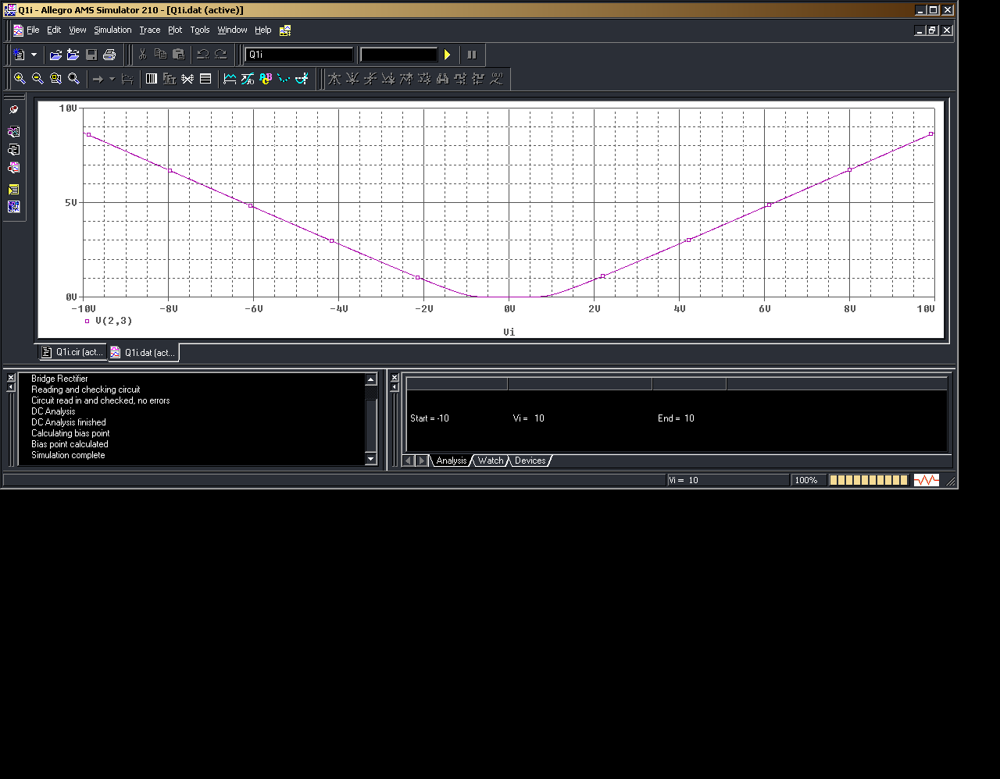 Q1i - Allegro AMS Simulator 210 - [Q1i.dat (active)]
File Edit View Simulation Trace Plot Tools Window Help
Q1i
10V
5V
0V
-10V -8V -6V -4V -2V 0V 2V 4V 6V 8V 10V
V(2,3)
Vi
Q1i.cir (act... Q1i.dat (act...
Bridge Rectifier
Reading and checking circuit
Circuit read in and checked, no errors
DC Analysis
DC Analysis finished
Calculating bias point
Bias point calculated
Simulation complete
Start = -10 Vi = 10 End = 10
Analysis Watch Devices
Vi = 10 100%